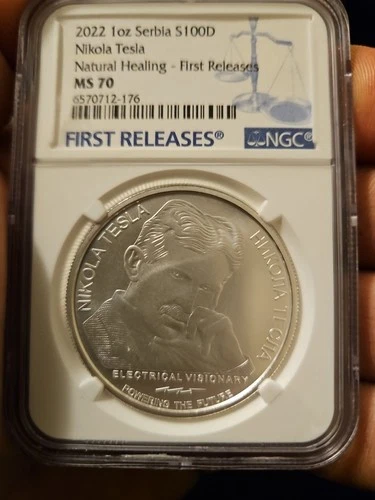 2022 1oz Serbia S100D
Nikola Tesla
Natural Healing - First Releases
MS 70
6570712-176
FIRST RELEASES®
NGC®
NIKOLA TESLA
НИКОЛА ТЕСЛА
ELECTRICAL VISIONARY
POWERING THE FUTURE